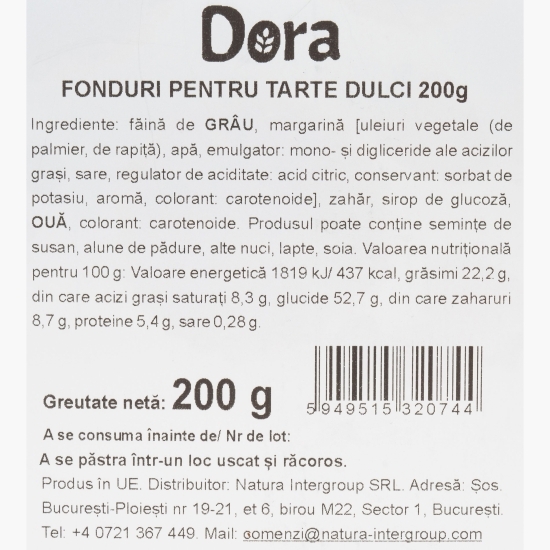 Dora
FONDURI PENTRU TARTE DULCI 200g
Ingrediente: făină de GRÂU, margarină [uleiuri vegetale (de
palmier, de rapiță), apă, emulgator: mono- și digliceride ale acizilor
grași, sare, regulator de aciditate: acid citric, conservant: sorbat de
potasiu, aromă, colorant: carotenoide], zahăr, sirop de glucoză,
OUĂ, colorant: carotenoide. Produsul poate conține semințe de
susan, alune de pădure, alte nuci, lapte, soia. Valoarea nutrițională
pentru 100 g: Valoare energetică 1819 kJ/ 437 kcal, grăsimi 22,2 g,
din care acizi grași saturați 8,3 g, glucide 52,7 g, din care zaharuri
8,7 g, proteine 5,4 g, sare 0,28 g.
Greutate netă: 200 g
5 949515 320744
A se consuma înainte de/ Nr de lot:
A se păstra într-un loc uscat și răcoros.
Produs în UE. Distribuitor: Natura Intergroup SRL. Adresă: Șos.
București-Ploiești nr 19-21, et 6, birou M22, Sector 1, București.
Tel: +4 0721 367 449. Mail: comenzi@natura-intergroup.com